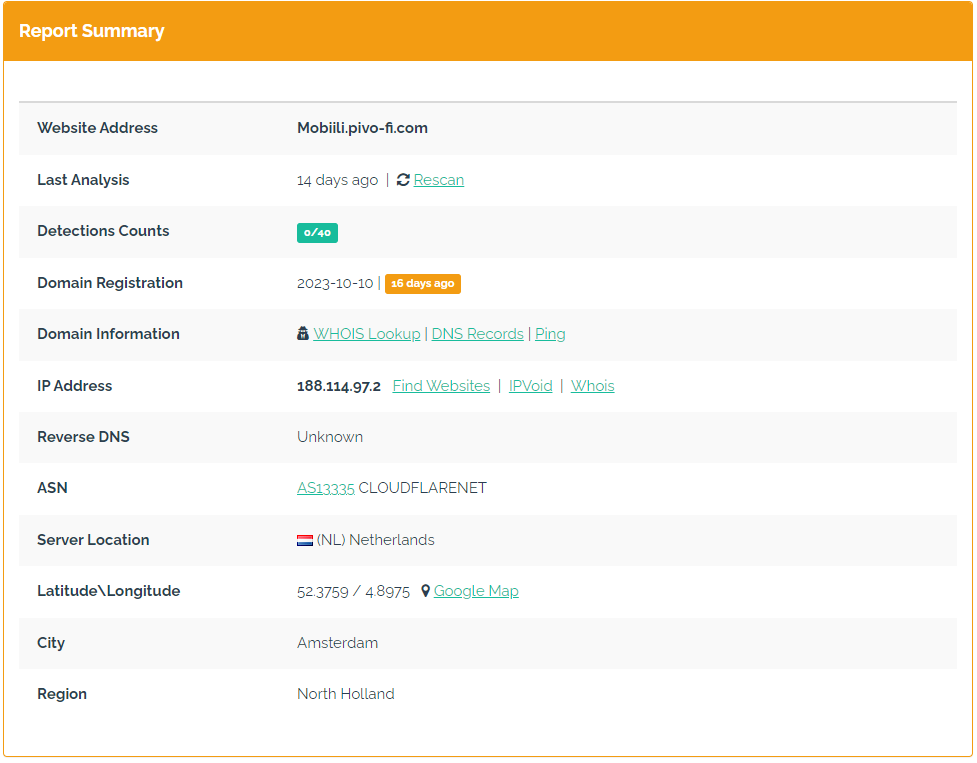 Report Summary
Website Address Mobiili.pivo-fi.com
Last Analysis 14 days ago | Rescan
Detections Counts 0/40
Domain Registration 2023-10-10 | 16 days ago
Domain Information WHOIS Lookup | DNS Records | Ping
IP Address 188.114.97.2 Find Websites | IPVoid | Whois
Reverse DNS Unknown
ASN AS13335 CLOUDFLARENET
Server Location (NL) Netherlands
Latitude\Longitude 52.3759 / 4.8975 Google Map
City Amsterdam
Region North Holland